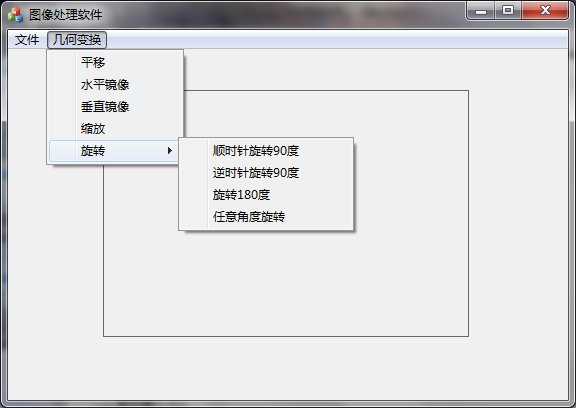 图像处理软件
文件 几何变换
平移
水平镜像
垂直镜像
缩放
旋转
顺时针旋转90度
逆时针旋转90度
旋转180度
任意角度旋转